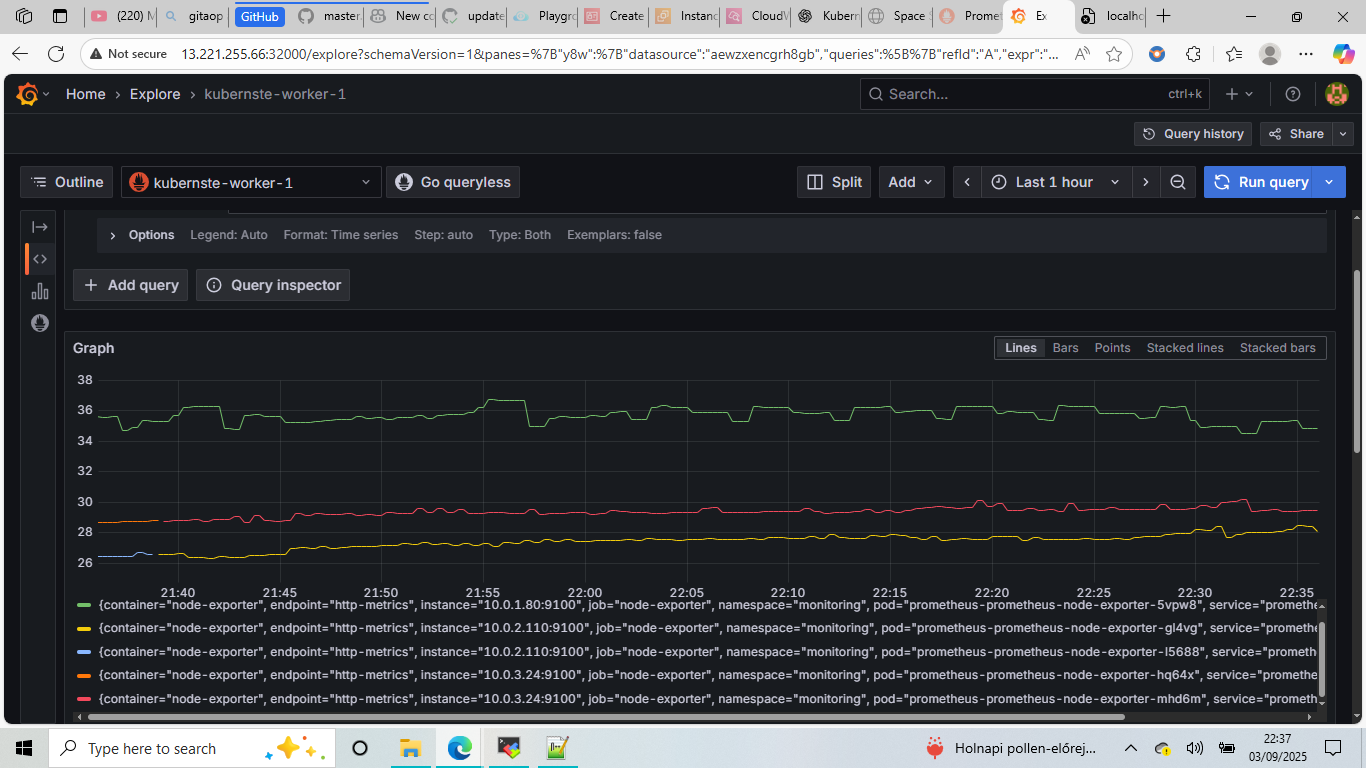 (220) M
gitaop
GitHub
master.
New co
update
Playgro
Create
Instanc
CloudV
Kubern
Space S
Promet
Ex
localhc
Not secure
13.221.255.66:32000/explore?schemaVersion=1&panes=%7B"y8w":%7B"datasource":"aewzxencgrh8gb","queries":%5B%7B"refId":"A","expr":"...
Home › Explore › kubernste-worker-1
Search...
ctrl+k
Query history
Share
Outline
kubernste-worker-1
Go queryless
Split
Add
Last 1 hour
Run query
Options Legend: Auto Format: Time series Step: auto Type: Both Exemplars: false
+ Add query
Query inspector
Graph
Lines Bars Points Stacked lines Stacked bars
38
36
34
32
30
28
26
21:40 21:45 21:50 21:55 22:00 22:05 22:10 22:15 22:20 22:25 22:30 22:35
{container="node-exporter", endpoint="http-metrics", instance="10.0.1.80:9100", job="node-exporter", namespace="monitoring", pod="prometheus-prometheus-node-exporter-5vpw8", service="promethe
{container="node-exporter", endpoint="http-metrics", instance="10.0.2.110:9100", job="node-exporter", namespace="monitoring", pod="prometheus-prometheus-node-exporter-gl4vg", service="promethe
{container="node-exporter", endpoint="http-metrics", instance="10.0.2.110:9100", job="node-exporter", namespace="monitoring", pod="prometheus-prometheus-node-exporter-l5688", service="prometh
{container="node-exporter", endpoint="http-metrics", instance="10.0.3.24:9100", job="node-exporter", namespace="monitoring", pod="prometheus-prometheus-node-exporter-hq64x", service="promethe
{container="node-exporter", endpoint="http-metrics", instance="10.0.3.24:9100", job="node-exporter", namespace="monitoring", pod="prometheus-prometheus-node-exporter-mhd6m", service="prometh
Type here to search
Holnapi pollen-előrej...
22:37
03/09/2025